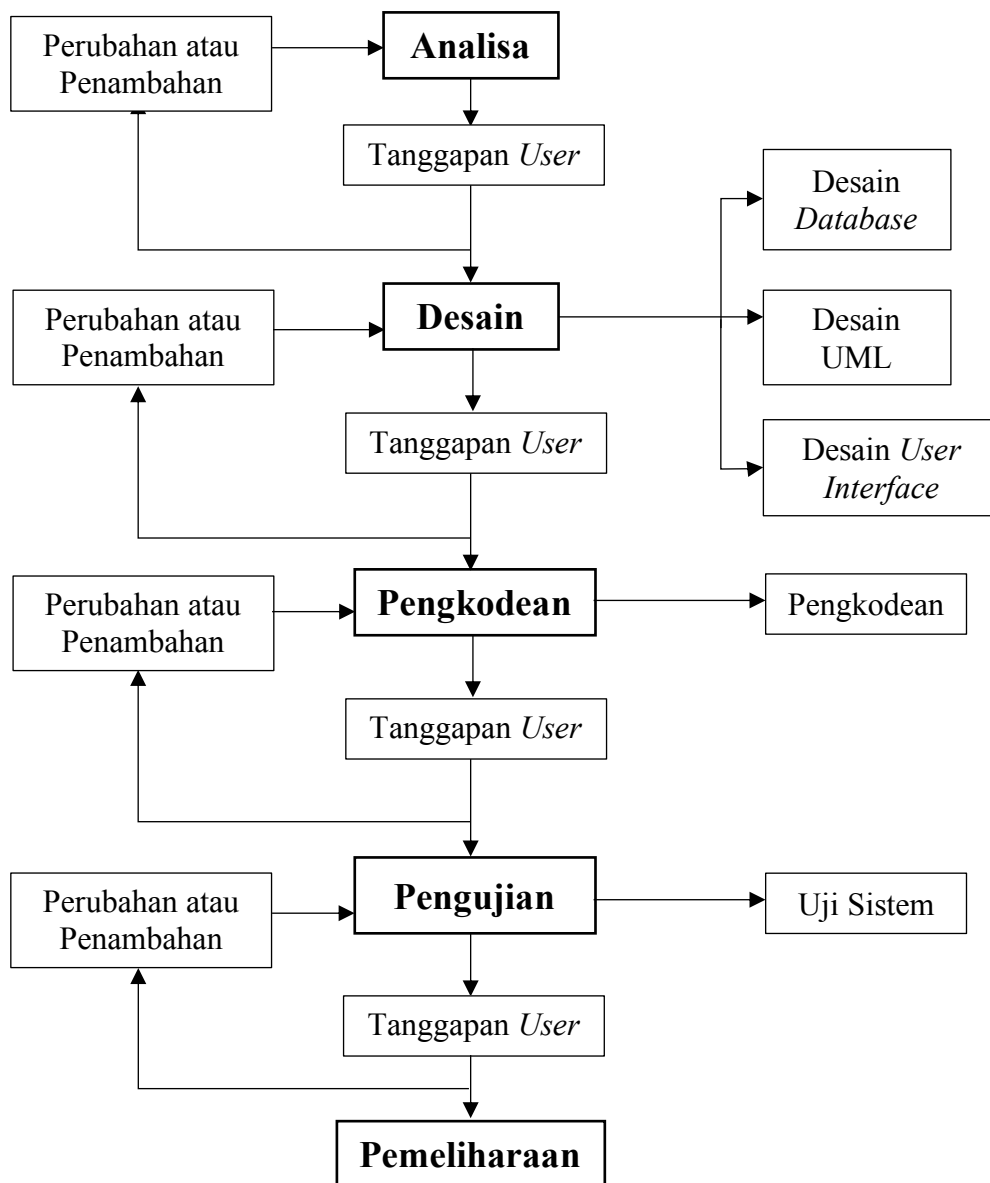 Perubahan atau
Penambahan
Analisa
Tanggapan User
Desain
Database
Perubahan atau
Penambahan
Desain
Desain
UML
Tanggapan User
Desain User
Interface
Perubahan atau
Penambahan
Pengkodean
Pengkodean
Tanggapan User
Perubahan atau
Penambahan
Pengujian
Uji Sistem
Tanggapan User
Pemeliharaan